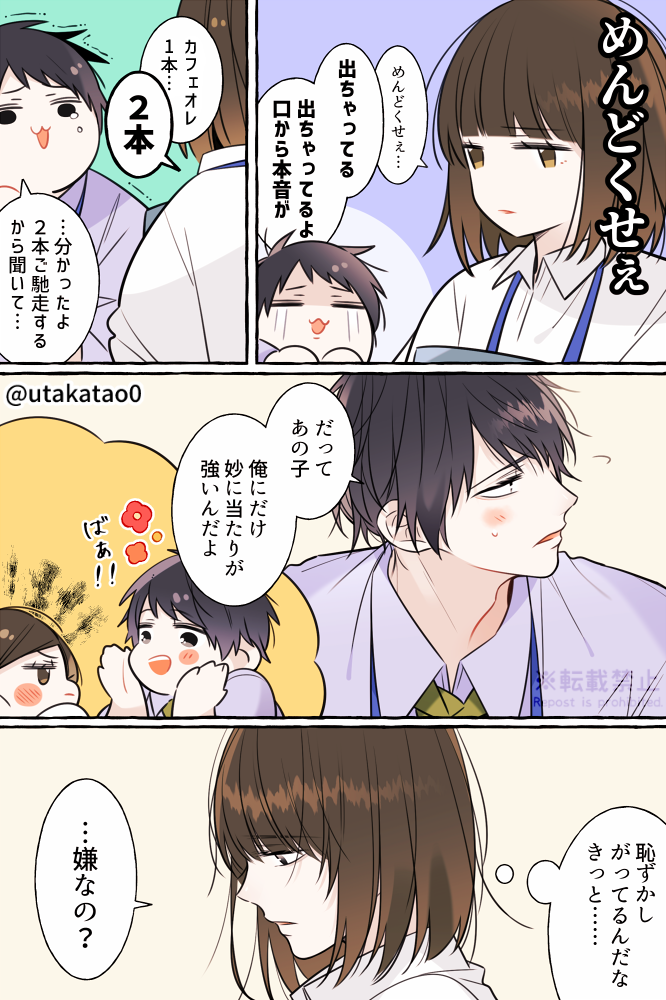 めんどくせぇ
めんどくせぇ…
出ちゃってる
出ちゃってるよ
口から本音が
カフェオレ
1本…
2本
…分かったよ
2本ご馳走する
から聞いて…
@utakatao0
だって
あの子
俺にだけ
妙に当たりが
強いんだよ
ばぁ!!
※転載禁止
Repost is prohibited.
恥ずかし
がってるんだな
きっと……
…嫌なの?